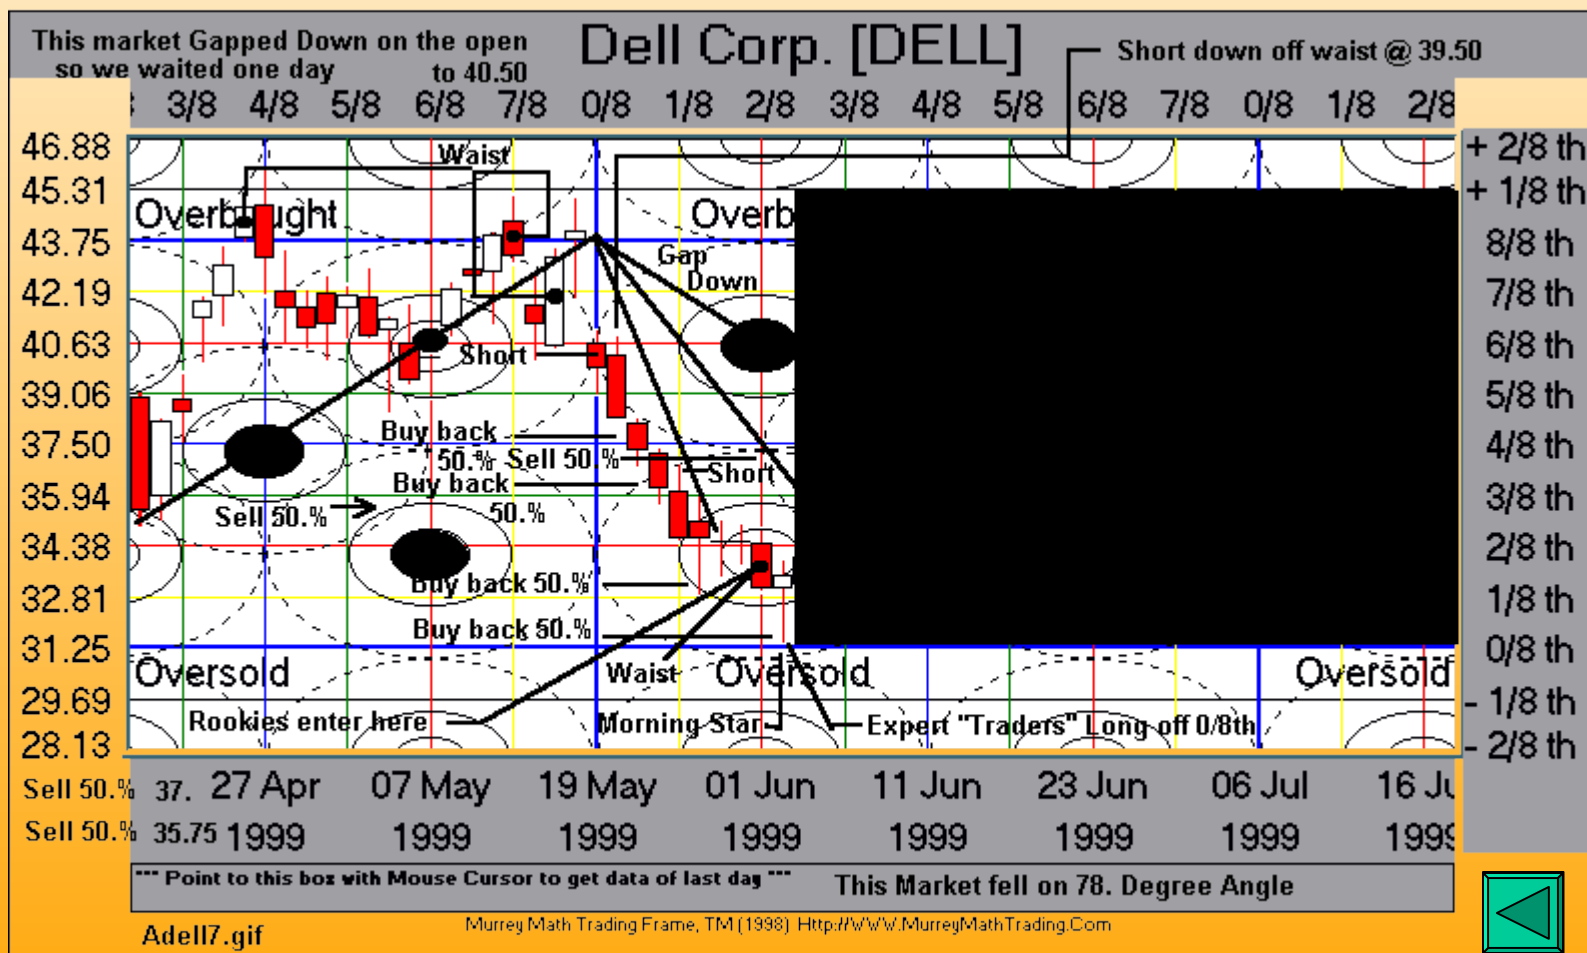 This market Gapped Down on the open
so we waited one day to 40.50
Dell Corp. [DELL]
Short down off waist @ 39.50
3/8 4/8 5/8 6/8 7/8 0/8 1/8 2/8 3/8 4/8 5/8 6/8 7/8 0/8 1/8 2/8
46.88 + 2/8 th
Waist
45.31 + 1/8 th
Overbought Overb
43.75 8/8 th
Gap
Down
42.19 7/8 th
40.63 6/8 th
Short
39.06 5/8 th
Buy back
37.50 4/8 th
50.% Sell 50.%
Short
Buy back
35.94 3/8 th
Sell 50.% 50.%
34.38 2/8 th
Buy back 50.%
32.81 1/8 th
Buy back 50.%
31.25 0/8 th
Oversold Waist Oversold Oversold
29.69 - 1/8 th
Rookies enter here Morning Star Expert "Traders" Long off 0/8th
28.13 - 2/8 th
Sell 50.% 37. 27 Apr 07 May 19 May 01 Jun 11 Jun 23 Jun 06 Jul 16 Ju
Sell 50.% 35.75 1999 1999 1999 1999 1999 1999 1999 1999
""" Point to this box with Mouse Cursor to get data of last day """ This Market fell on 78. Degree Angle
Murrey Math Trading Frame, TM (1998) Http://WWW.MurreyMathTrading.Com
Adell7.gif